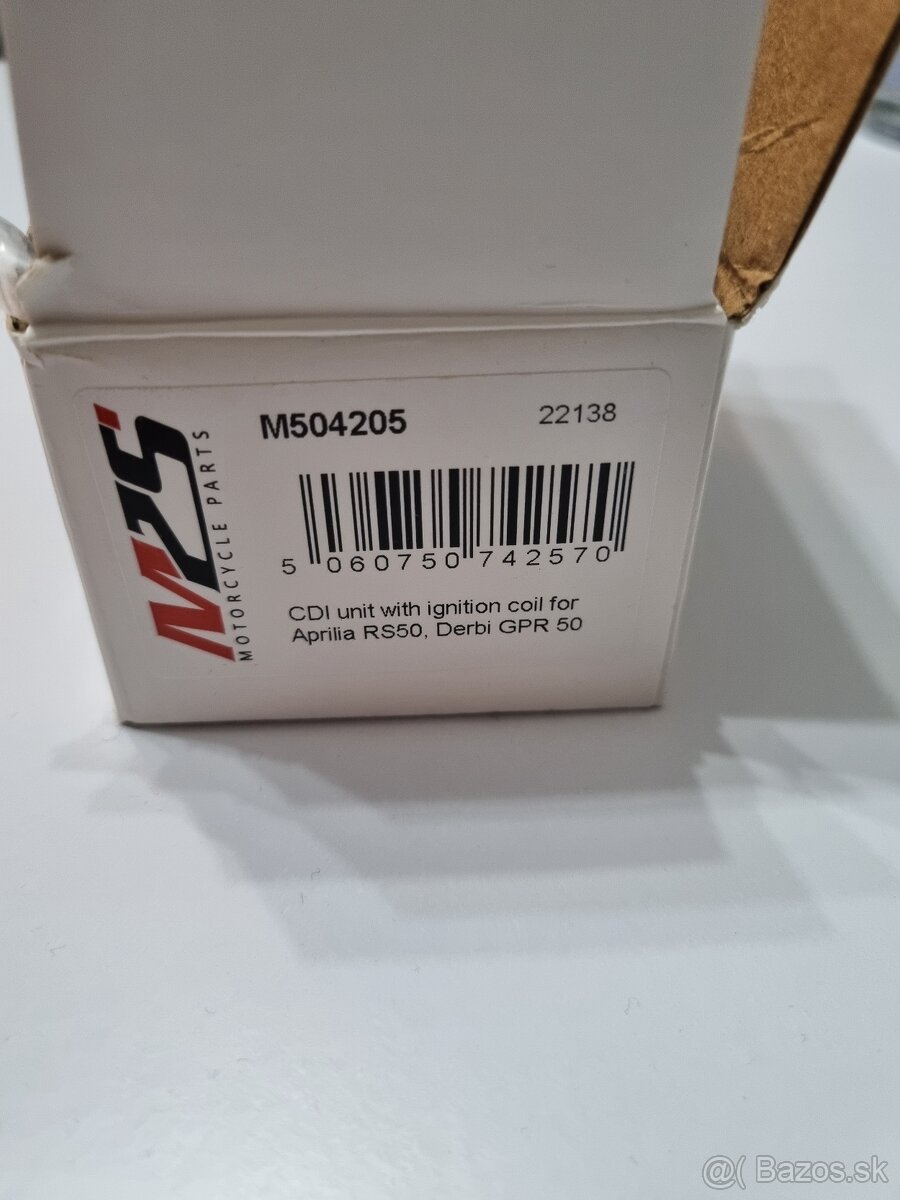 M504205
22138
5 060750 742570
CDI unit with ignition coil for
Aprilia RS50, Derbi GPR 50
MOTORCYCLE PARTS
@( Bazos.sk